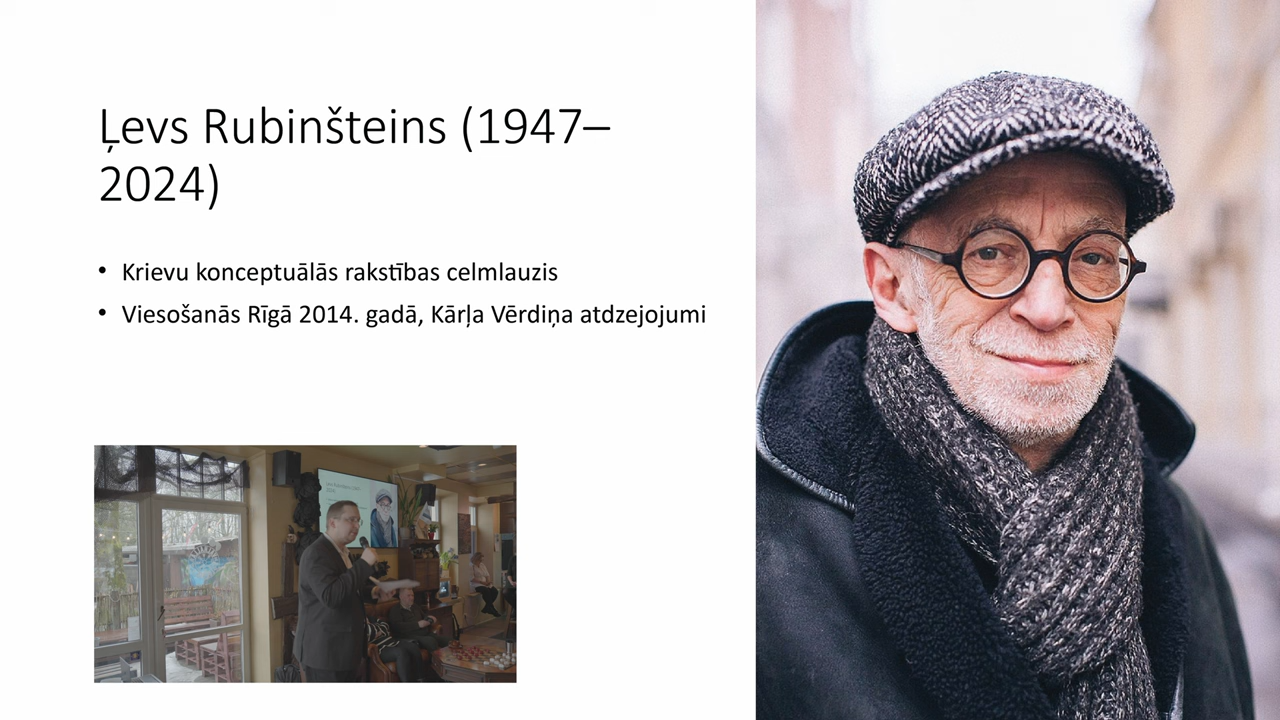 Ļevs Rubinšteins (1947–
2024)
• Krievu konceptuālās rakstības celmlauzis
• Viesošanās Rīgā 2014. gadā, Kārļa Vērdiņa atdzejojumi